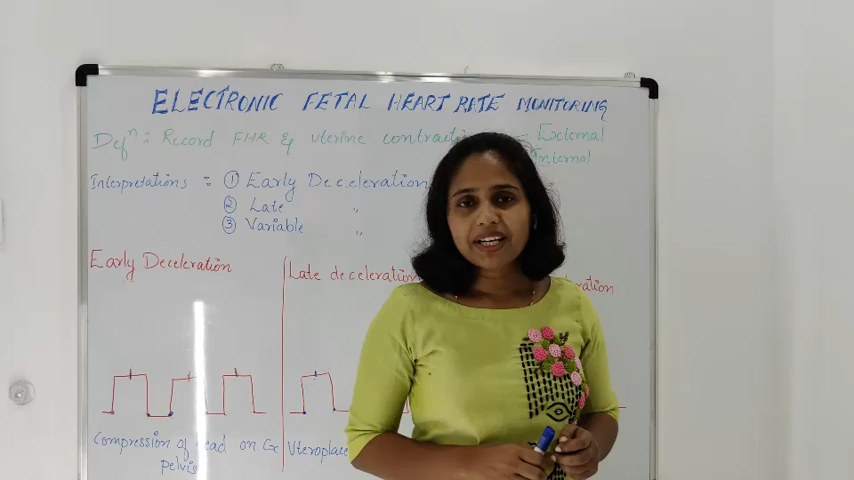 ELECTRONIC FETAL HEART RATE MONITORING
Defⁿ : Record FHR & uterine contracti
External
Internal
Interpretations : ① Early Deceleration
② Late "
③ Variable "
Early Deceleration
Late deceleration
ration
Compression of ead on
pelvis
Uteroplace